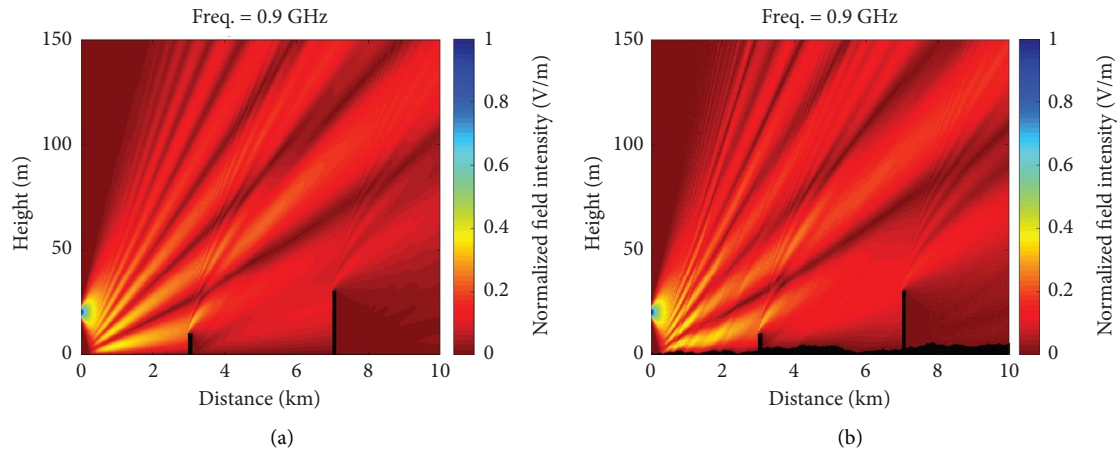 Freq. = 0.9 GHz
150
100
50
0
Height (m)
0 2 4 6 8 10
Distance (km)
1
0.8
0.6
0.4
0.2
0
Normalized field intensity (V/m)
(a)
Freq. = 0.9 GHz
150
100
50
0
Height (m)
0 2 4 6 8 10
Distance (km)
1
0.8
0.6
0.4
0.2
0
Normalized field intensity (V/m)
(b)